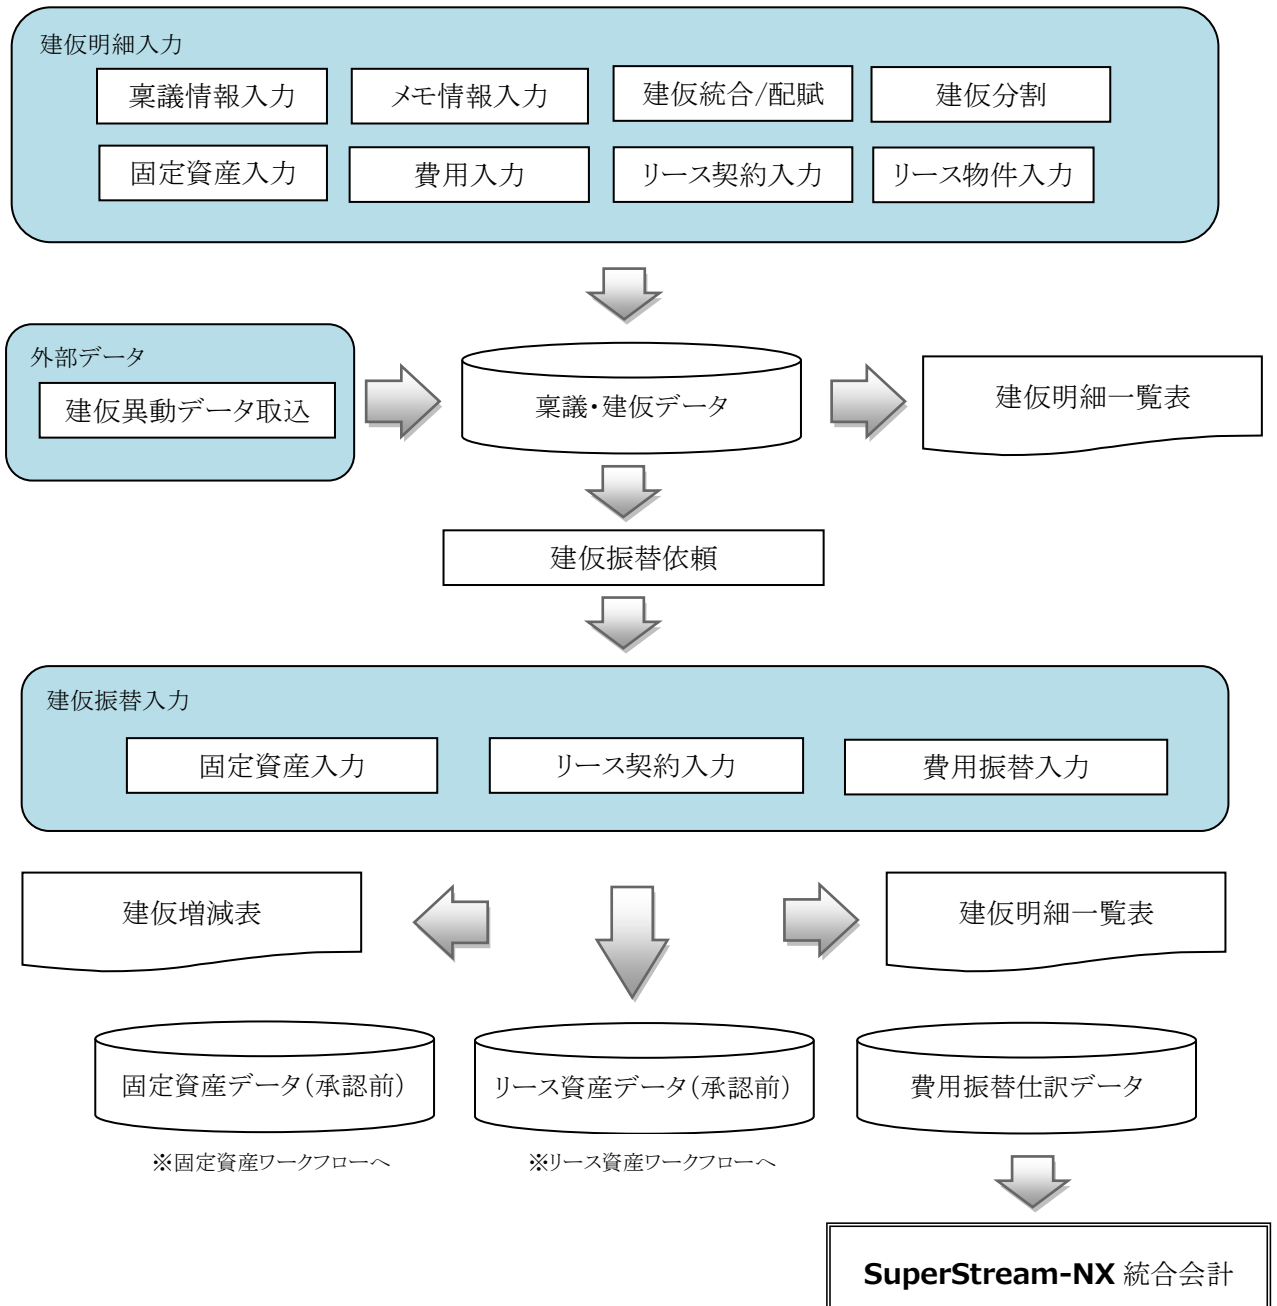 建仮明細入力
稟議情報入力
メモ情報入力
建仮統合/配賦
建仮分割
固定資産入力
費用入力
リース契約入力
リース物件入力
外部データ
建仮異動データ取込
稟議・建仮データ
建仮明細一覧表
建仮振替依頼
建仮振替入力
固定資産入力
リース契約入力
費用振替入力
建仮増減表
建仮明細一覧表
固定資産データ(承認前)
リース資産データ(承認前)
費用振替仕訳データ
※固定資産ワークフローへ
※リース資産ワークフローへ
SuperStream-NX 統合会計